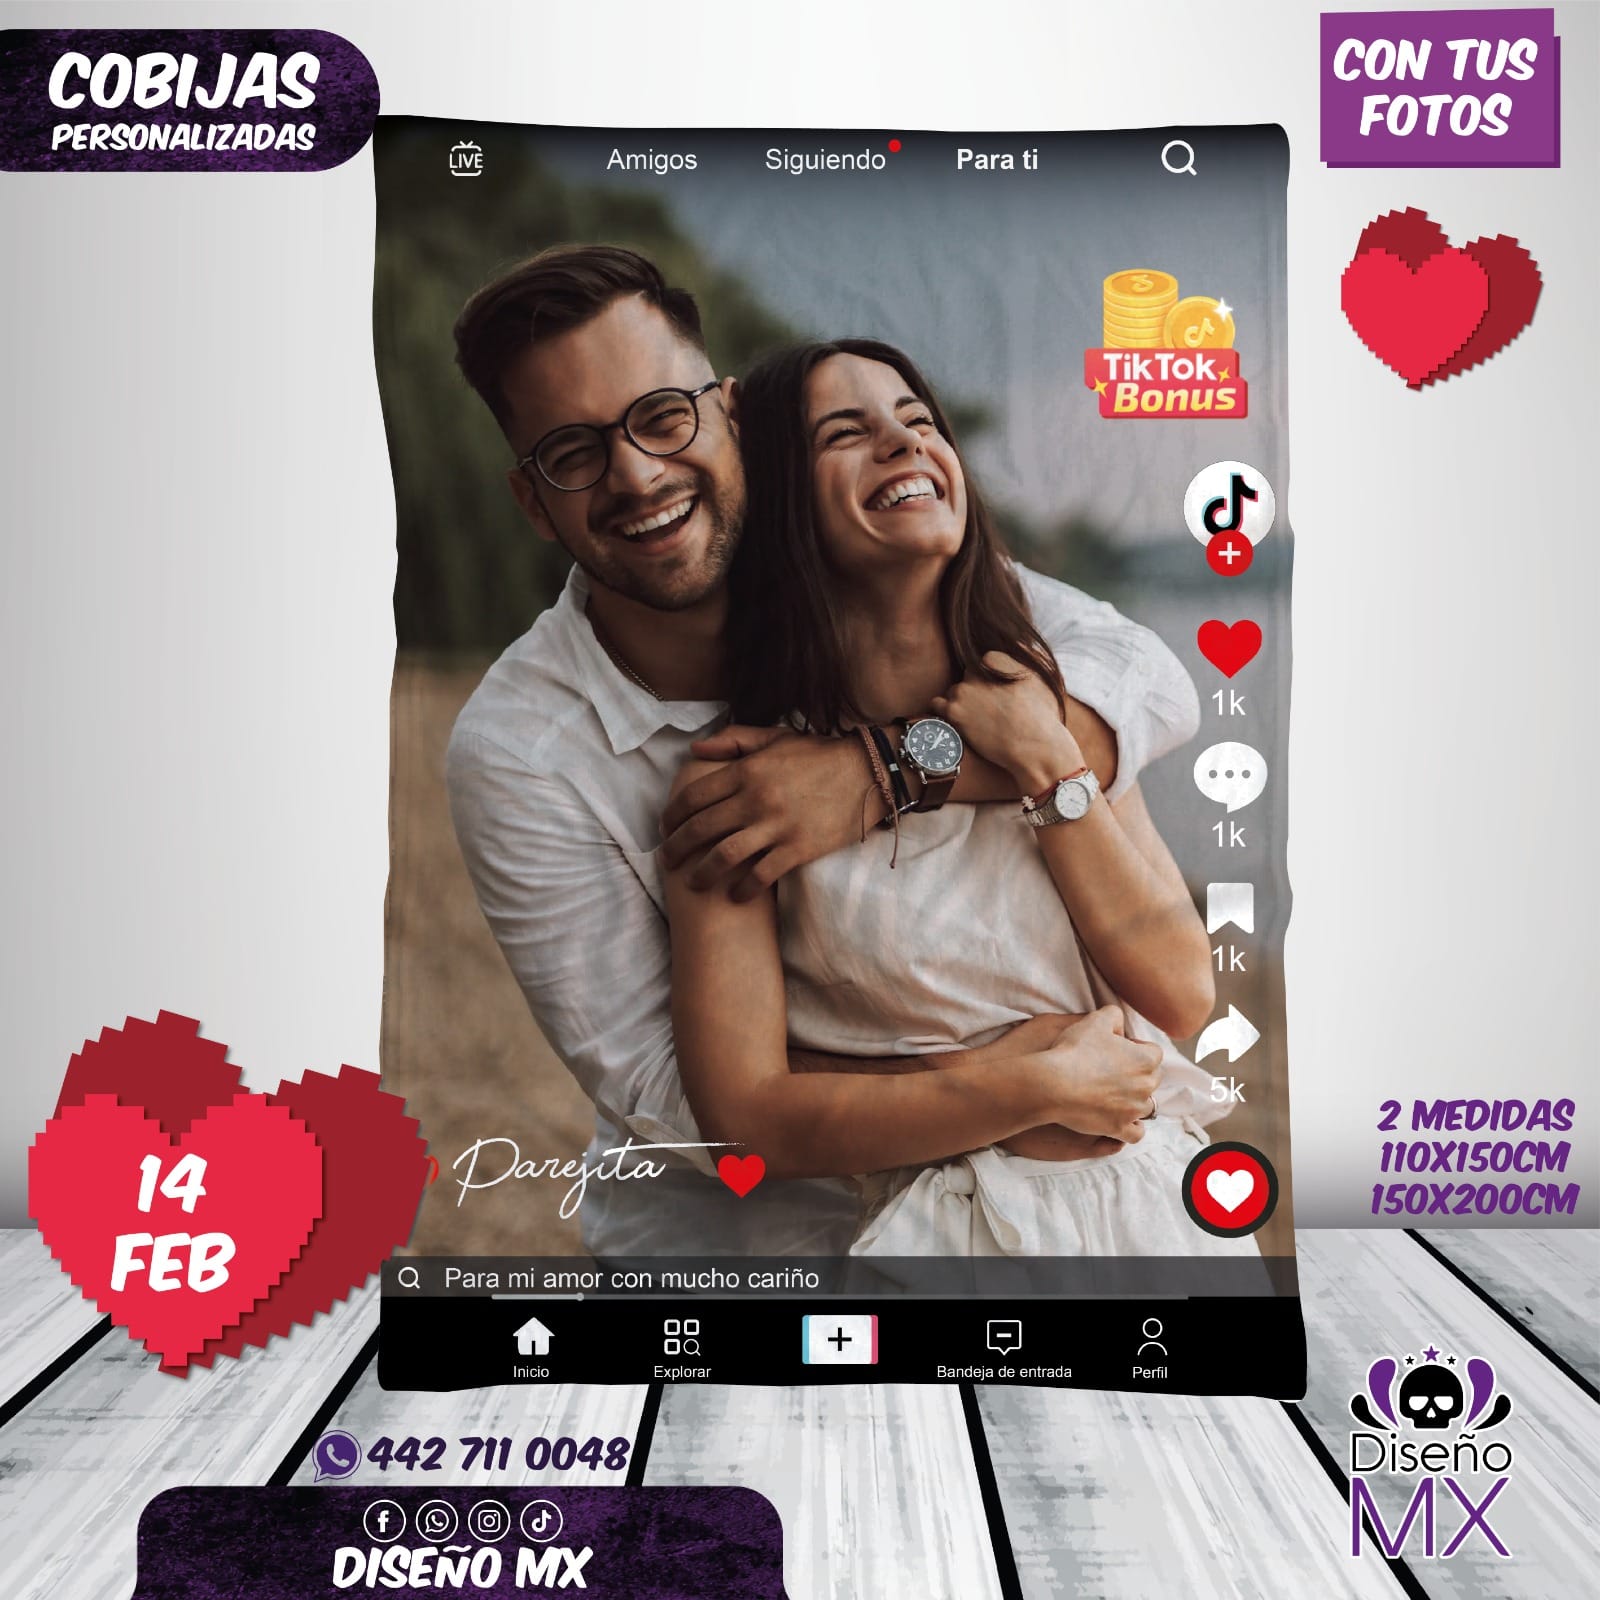 COBIJAS
PERSONALIZADAS
CON TUS
FOTOS
LIVE
Amigos
Siguiendo
Para ti
TikTok
Bonus
1k
1k
1k
5k
Parejita
14
FEB
2 MEDIDAS
110X150CM
150X200CM
Para mi amor con mucho cariño
Inicio
Explorar
Bandeja de entrada
Perfil
442 711 0048
DISEÑO MX
Diseño
MX